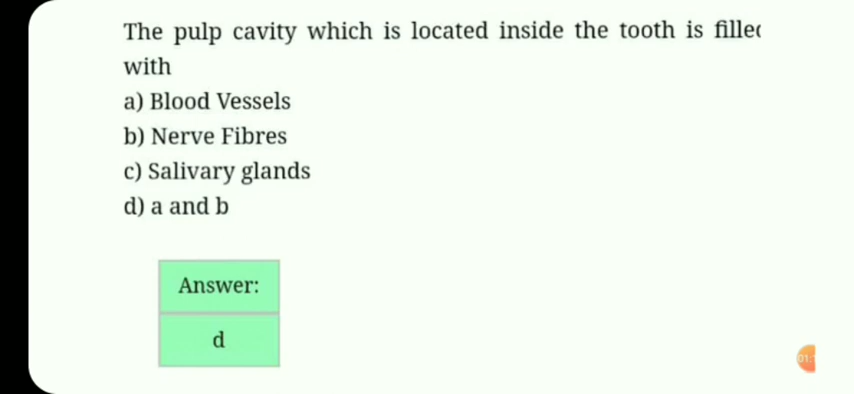 The pulp cavity which is located inside the tooth is
with
a) Blood Vessels
b) Nerve Fibres
c) Salivary glands
d) a and b
Answer:
d